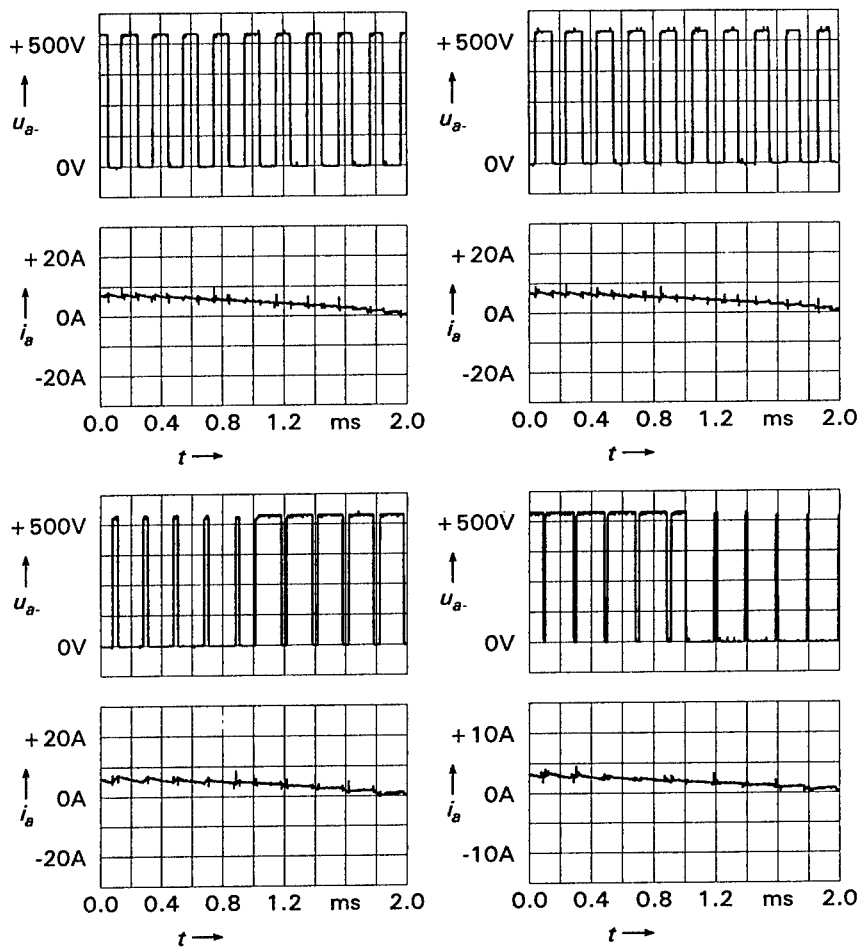 +500V
u_a-
0V
+20A
0A
i_a
-20A
0.0 0.4 0.8 1.2 ms 2.0
t →
+500V
u_a-
0V
+20A
0A
i_a
-20A
0.0 0.4 0.8 1.2 ms 2.0
t →
+500V
u_a-
0V
+20A
0A
i_a
-20A
0.0 0.4 0.8 1.2 ms 2.0
t →
+500V
u_a-
0V
+10A
0A
i_a
-10A
0.0 0.4 0.8 1.2 ms 2.0
t →